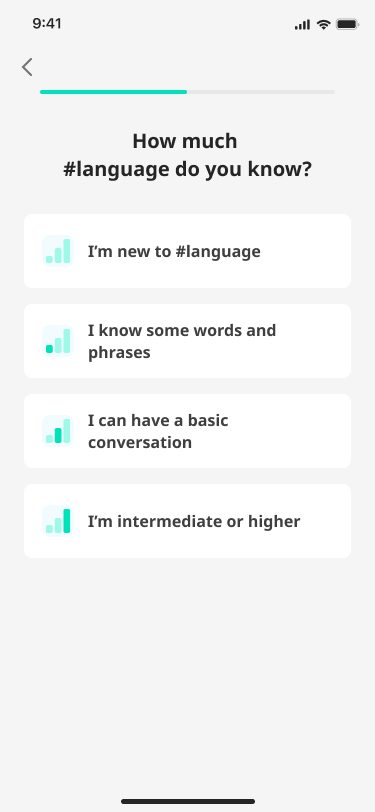 9:41
How much
#language do you know?
I’m new to #language
I know some words and
phrases
I can have a basic
conversation
I’m intermediate or higher